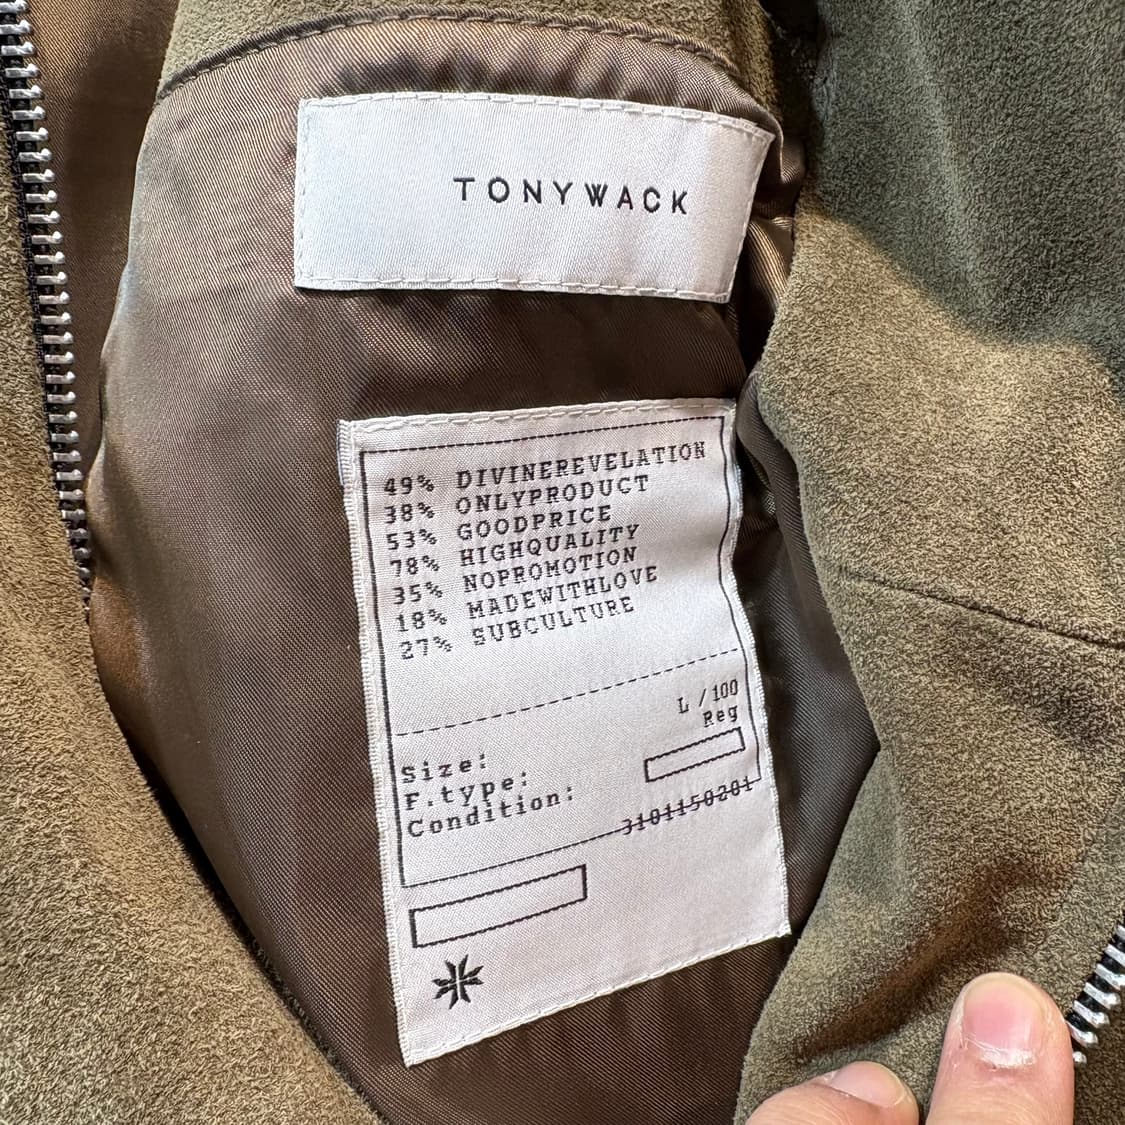 TONYWACK
49% DIVINEREVELATION
38% ONLYPRODUCT
53% GOODPRICE
78% HIGHQUALITY
35% NOPROMOTION
18% MADEWITHLOVE
27% SUBCULTURE
Size: L /100
F.type: Reg
Condition:
3101150201